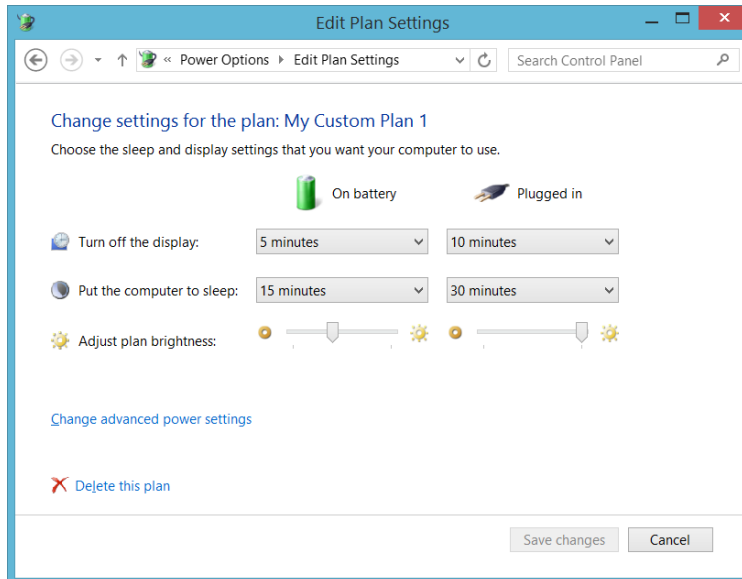 Edit Plan Settings
« Power Options Edit Plan Settings Search Control Panel
Change settings for the plan: My Custom Plan 1
Choose the sleep and display settings that you want your computer to use.
On battery Plugged in
Turn off the display: 5 minutes 10 minutes
Put the computer to sleep: 15 minutes 30 minutes
Adjust plan brightness:
Change advanced power settings
Delete this plan
Save changes Cancel